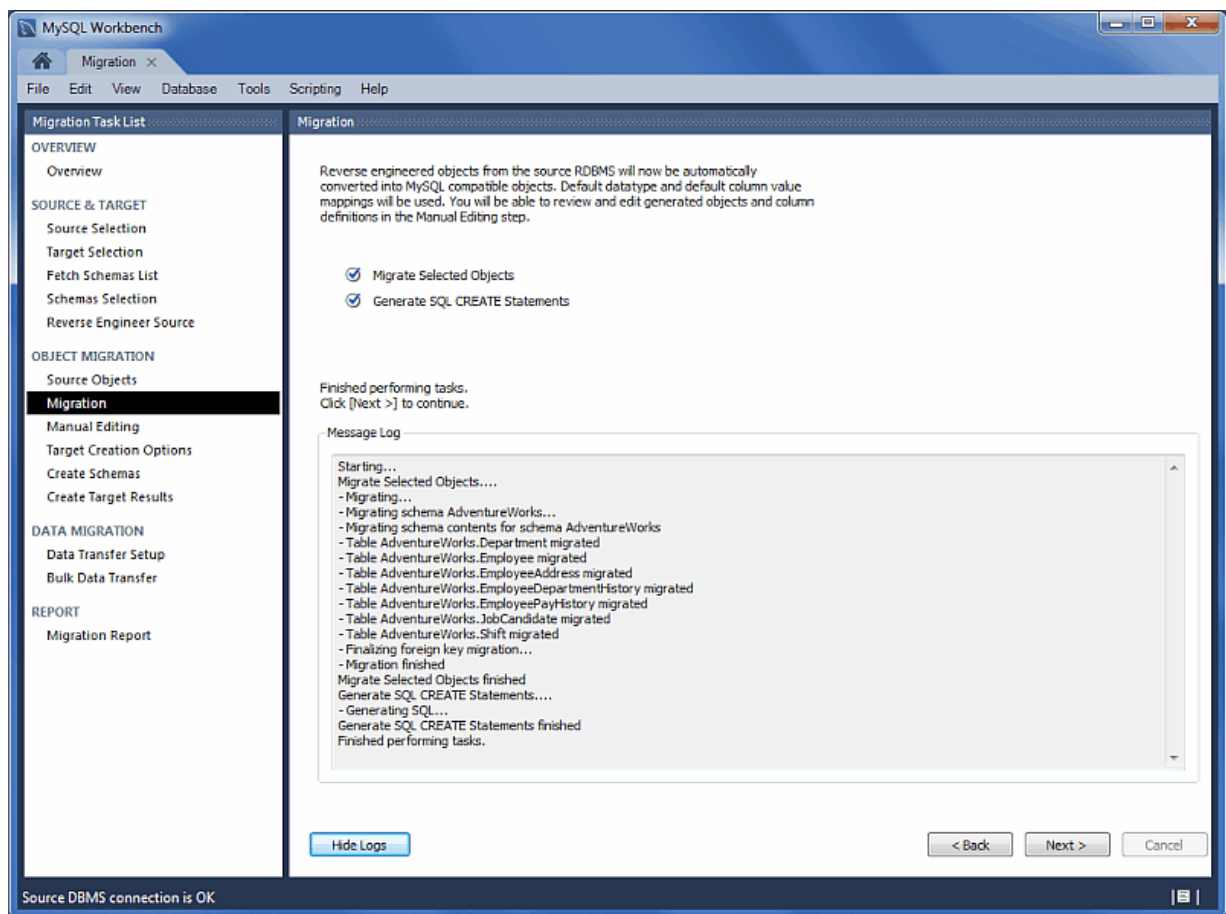 MySQL Workbench
Migration
File Edit View Database Tools Scripting Help
Migration Task List
OVERVIEW
Overview
SOURCE & TARGET
Source Selection
Target Selection
Fetch Schemas List
Schemas Selection
Reverse Engineer Source
OBJECT MIGRATION
Source Objects
Migration
Manual Editing
Target Creation Options
Create Schemas
Create Target Results
DATA MIGRATION
Data Transfer Setup
Bulk Data Transfer
REPORT
Migration Report
Migration
Reverse engineered objects from the source RDBMS will now be automatically
converted into MySQL compatible objects. Default datatype and default column value
mappings will be used. You will be able to review and edit generated objects and column
definitions in the Manual Editing step.
Migrate Selected Objects
Generate SQL CREATE Statements
Finished performing tasks.
Click [Next >] to continue.
Message Log
Starting...
Migrate Selected Objects....
- Migrating...
- Migrating schema AdventureWorks...
- Migrating schema contents for schema AdventureWorks
- Table AdventureWorks.Department migrated
- Table AdventureWorks.Employee migrated
- Table AdventureWorks.EmployeeAddress migrated
- Table AdventureWorks.EmployeeDepartmentHistory migrated
- Table AdventureWorks.EmployeePayHistory migrated
- Table AdventureWorks.JobCandidate migrated
- Table AdventureWorks.Shift migrated
- Finalizing foreign key migration...
- Migration finished
Migrate Selected Objects finished
Generate SQL CREATE Statements....
- Generating SQL...
Generate SQL CREATE Statements finished
Finished performing tasks.
Hide Logs
< Back
Next >
Cancel
Source DBMS connection is OK